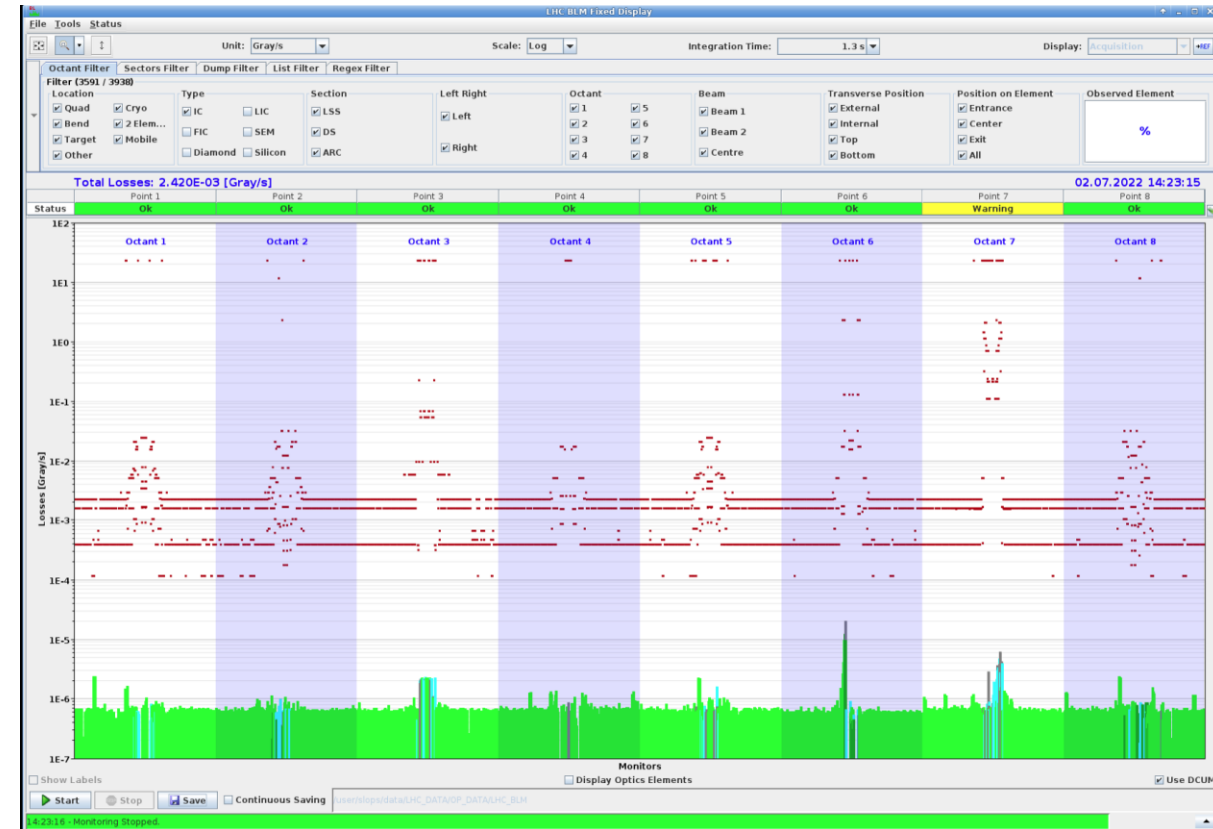 LHC BLM Fixed Display
File Tools Status
Unit: Gray/s Scale: Log Integration Time: 1.3 s Display: Acquisition →REF
Octant Filter Sectors Filter Dump Filter List Filter Regex Filter
Filter (3591 / 3938)
Location Type Section Left Right Octant Beam Transverse Position Position on Element Observed Element
Quad Cryo IC LIC LSS Left 1 5 Beam 1 External Entrance
Bend 2 Elem... FIC SEM DS 2 6 Beam 2 Internal Center %
Target Mobile Diamond Silicon ARC Right 3 7 Centre Top Exit
Other 4 8 Bottom All
Total Losses: 2.420E-03 [Gray/s] 02.07.2022 14:23:15
Point 1 Point 2 Point 3 Point 4 Point 5 Point 6 Point 7 Point 8
Status Ok Ok Ok Ok Ok Ok Warning Ok
1E2
Octant 1 Octant 2 Octant 3 Octant 4 Octant 5 Octant 6 Octant 7 Octant 8
1E1
1E0
1E-1
1E-2
Losses [Gray/s]
1E-3
1E-4
1E-5
1E-6
1E-7
Monitors
Show Labels Display Optics Elements Use DCUM
Start Stop Save Continuous Saving /user/slops/data/LHC_DATA/OP_DATA/LHC_BLM
14:23:16 - Monitoring Stopped.